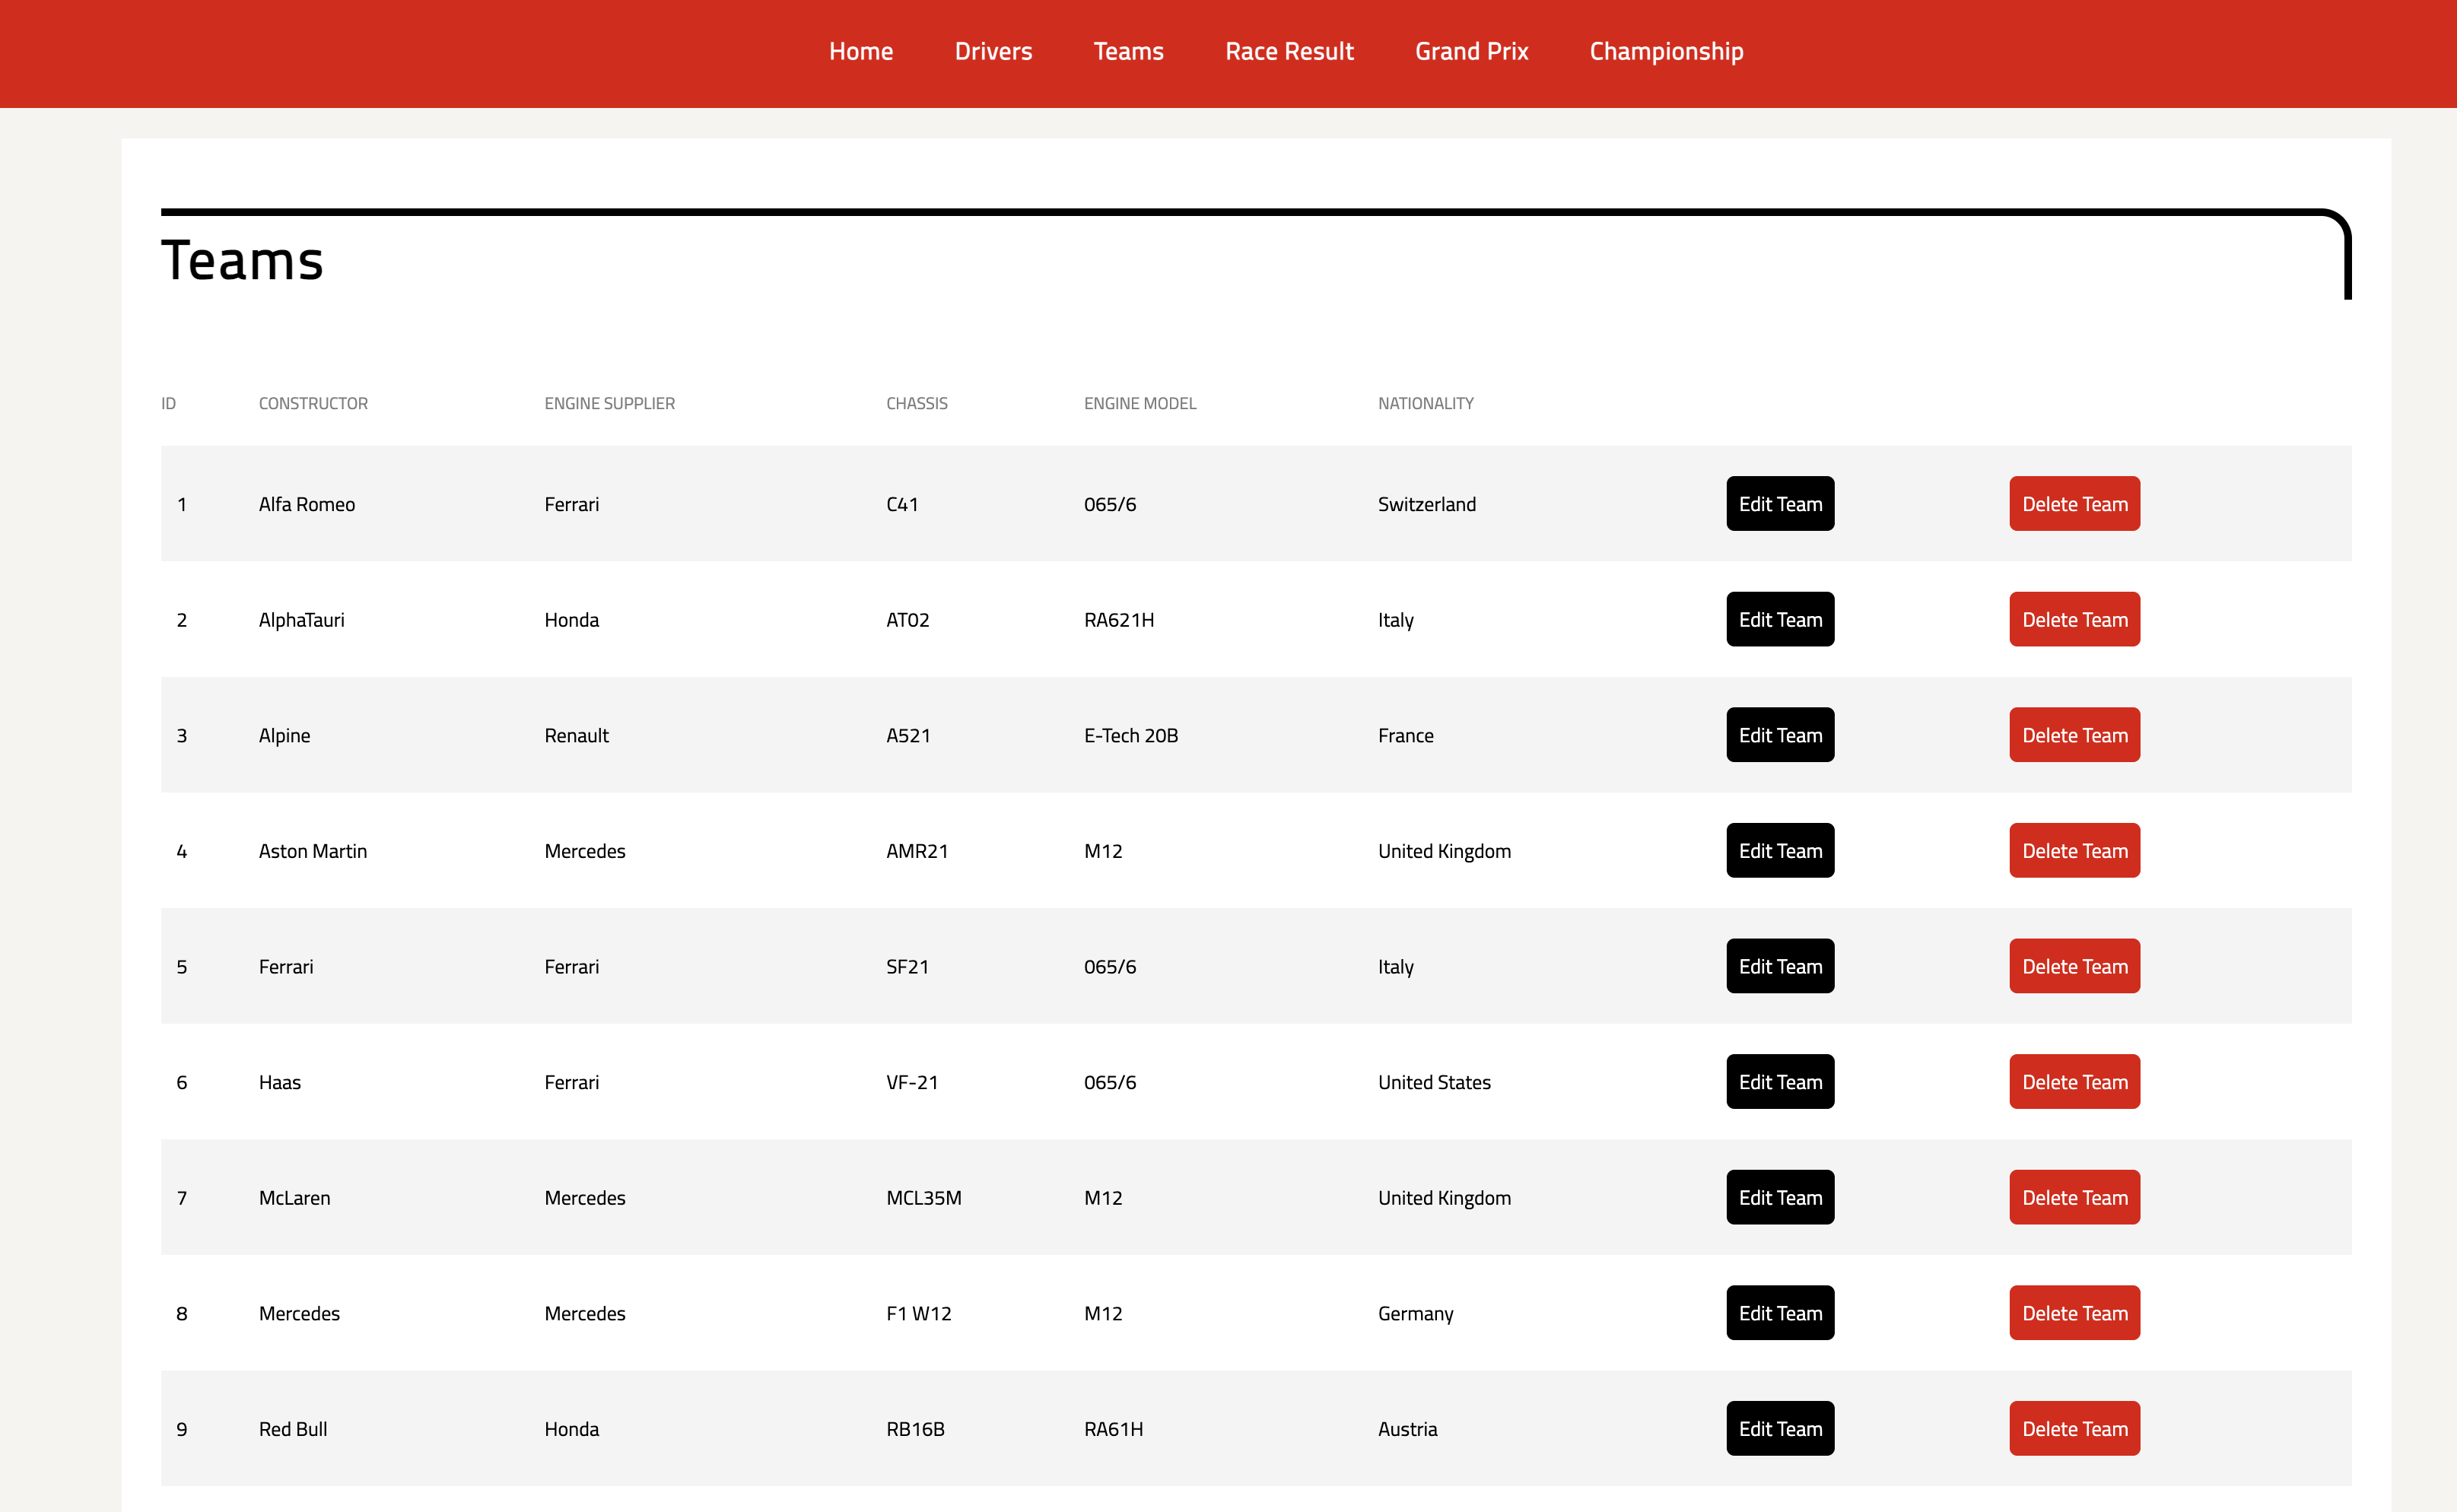 Home Drivers Teams Race Result Grand Prix Championship
Teams
ID CONSTRUCTOR ENGINE SUPPLIER CHASSIS ENGINE MODEL NATIONALITY
1 Alfa Romeo Ferrari C41 065/6 Switzerland Edit Team Delete Team
2 AlphaTauri Honda AT02 RA621H Italy Edit Team Delete Team
3 Alpine Renault A521 E-Tech 20B France Edit Team Delete Team
4 Aston Martin Mercedes AMR21 M12 United Kingdom Edit Team Delete Team
5 Ferrari Ferrari SF21 065/6 Italy Edit Team Delete Team
6 Haas Ferrari VF-21 065/6 United States Edit Team Delete Team
7 McLaren Mercedes MCL35M M12 United Kingdom Edit Team Delete Team
8 Mercedes Mercedes F1 W12 M12 Germany Edit Team Delete Team
9 Red Bull Honda RB16B RA61H Austria Edit Team Delete Team